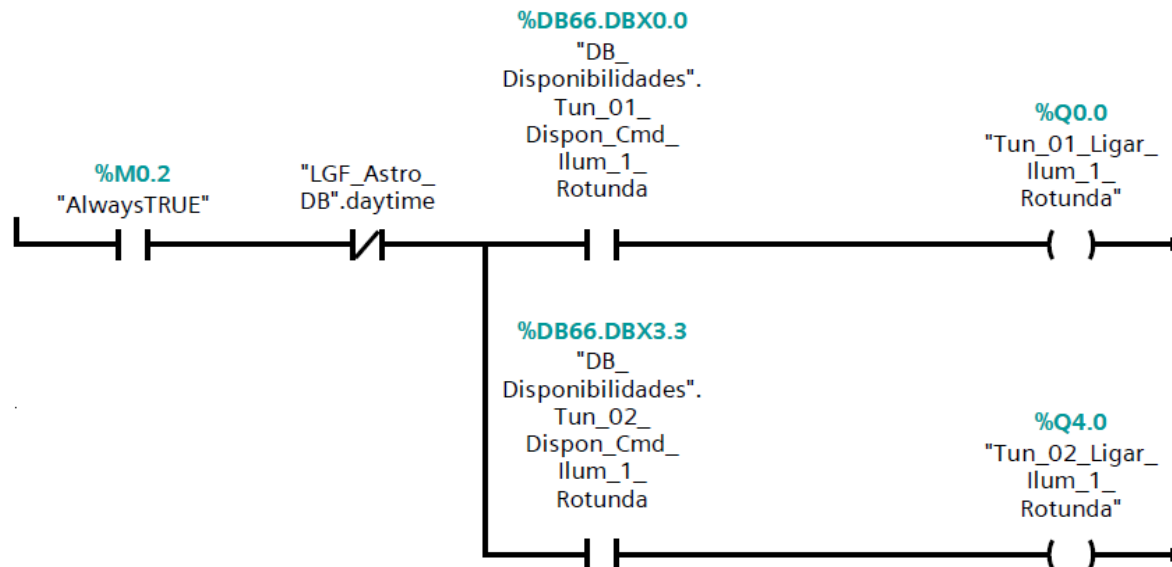 %DB66.DBX0.0
"DB_
Disponibilidades".
Tun_01_
Dispon_Cmd_
Ilum_1_
Rotunda
%Q0.0
"Tun_01_Ligar_
Ilum_1_
Rotunda"
%M0.2
"AlwaysTRUE"
"LGF_Astro_
DB".daytime
%DB66.DBX3.3
"DB_
Disponibilidades".
Tun_02_
Dispon_Cmd_
Ilum_1_
Rotunda
%Q4.0
"Tun_02_Ligar_
Ilum_1_
Rotunda"